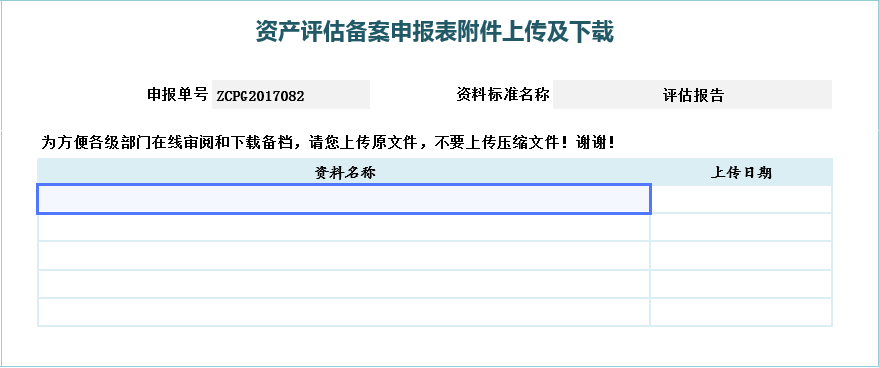 资产评估备案申报表附件上传及下载
申报单号 ZCPG2017082 资料标准名称 评估报告
为方便各级部门在线审阅和下载备档，请您上传原文件，不要上传压缩文件！谢谢！
资料名称 上传日期